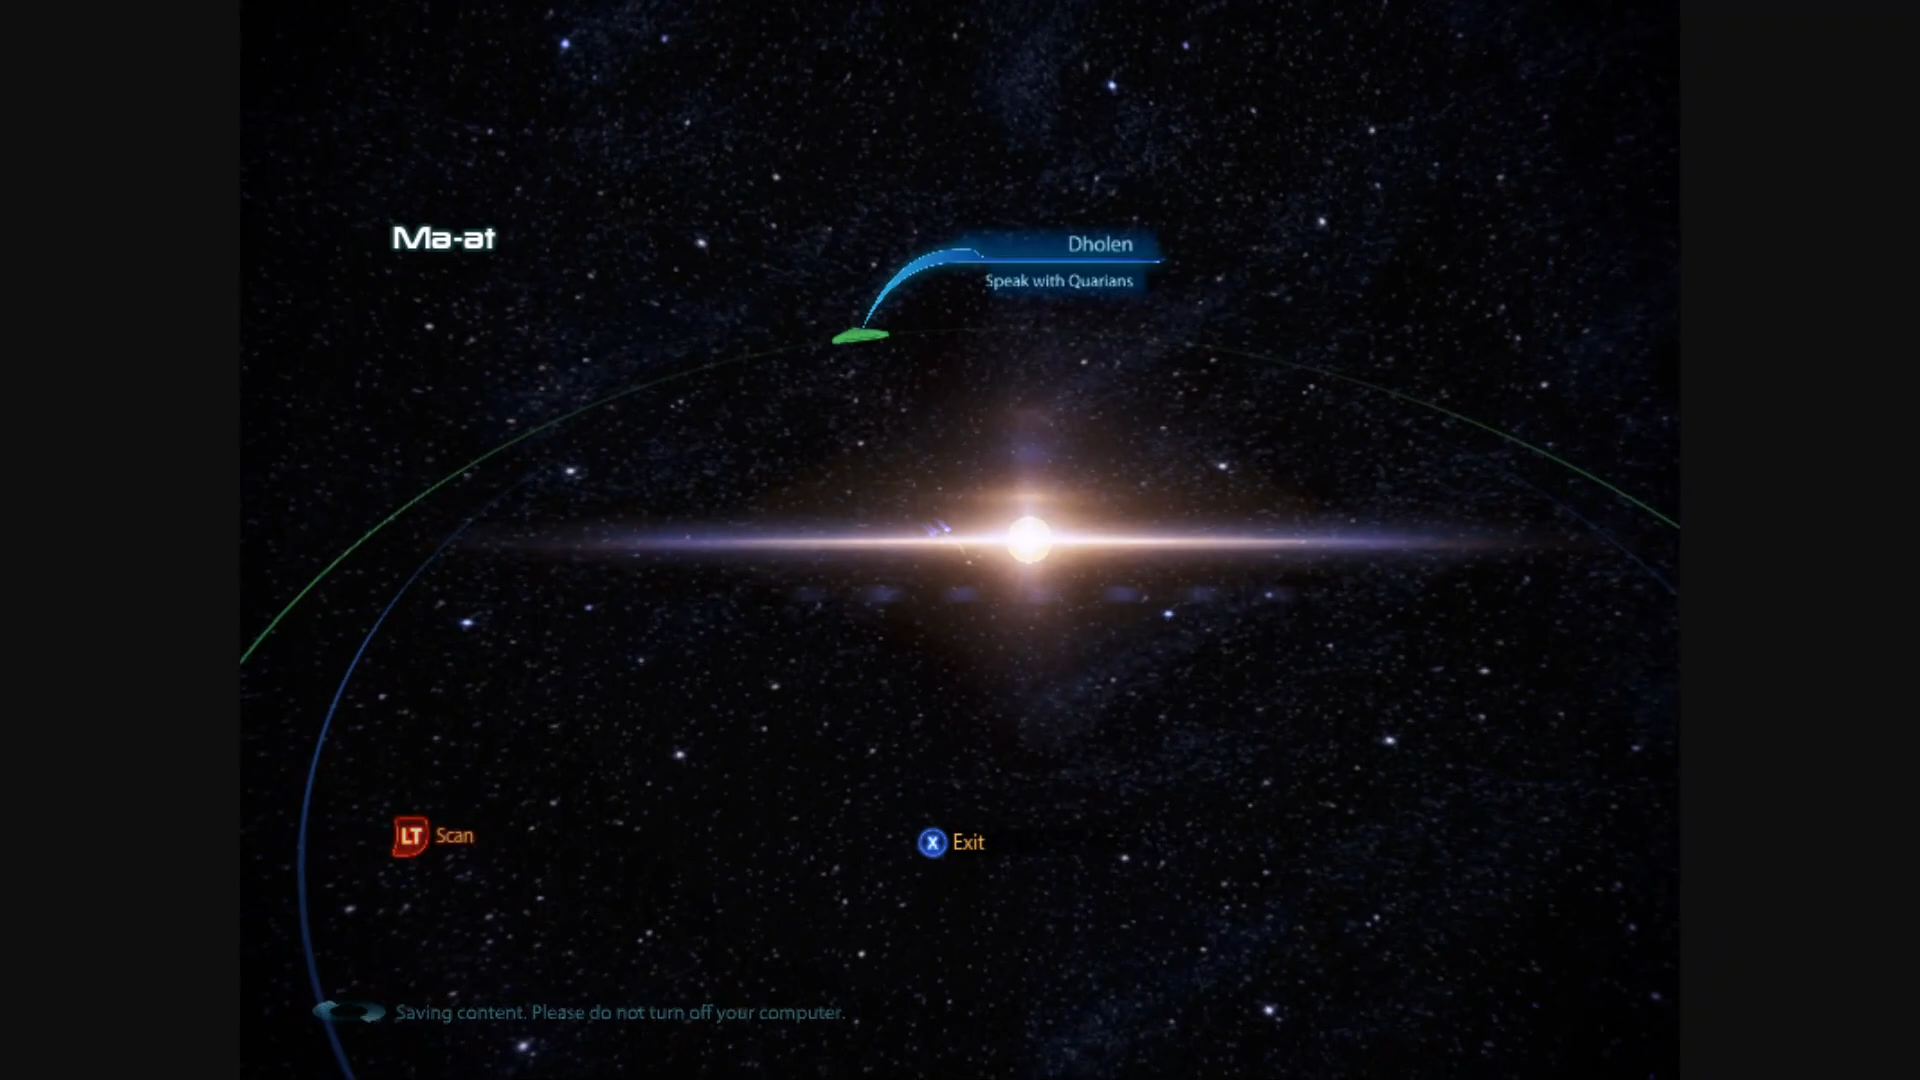 Ma-at
Dholen
Speak with Quarians
LT Scan
X Exit
Saving content. Please do not turn off your computer.